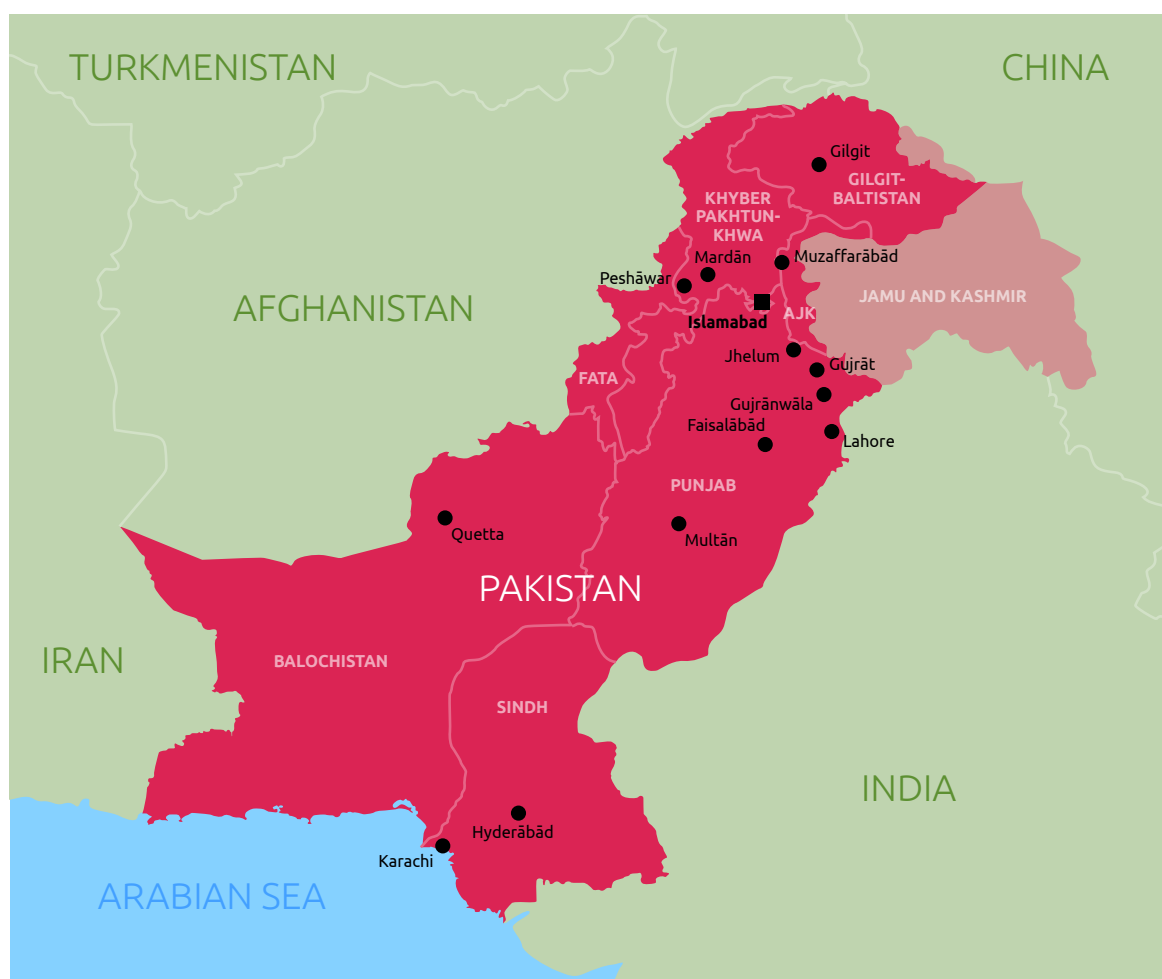 TURKMENISTAN
CHINA
Gilgit
GILGIT-
BALTISTAN
KHYBER
PAKHTUN-
KHWA
Mardān
Muzaffarābād
Peshāwar
JAMU AND KASHMIR
AFGHANISTAN
AJK
Islamabad
Jhelum
Gujrāt
FATA
Gujrānwāla
Faisalābād
Lahore
PUNJAB
Quetta
Multān
PAKISTAN
IRAN
BALOCHISTAN
SINDH
INDIA
Hyderābād
Karachi
ARABIAN SEA